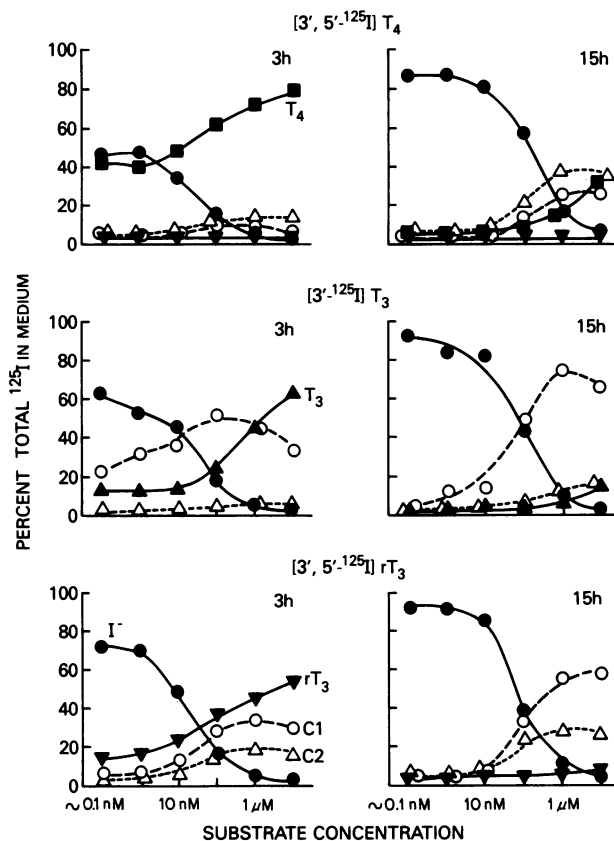 [3', 5'-¹²⁵I] T₄
3h
15h
100
80
60
40
20
0
T₄
[3'-¹²⁵I] T₃
3h
15h
100
80
60
40
20
0
T₃
PERCENT TOTAL ¹²⁵I IN MEDIUM
[3', 5'-¹²⁵I] rT₃
3h
15h
100
80
60
40
20
0
I⁻
rT₃
C1
C2
~0.1 nM 10 nM 1 μM
~0.1 nM 10 nM 1 μM
SUBSTRATE CONCENTRATION